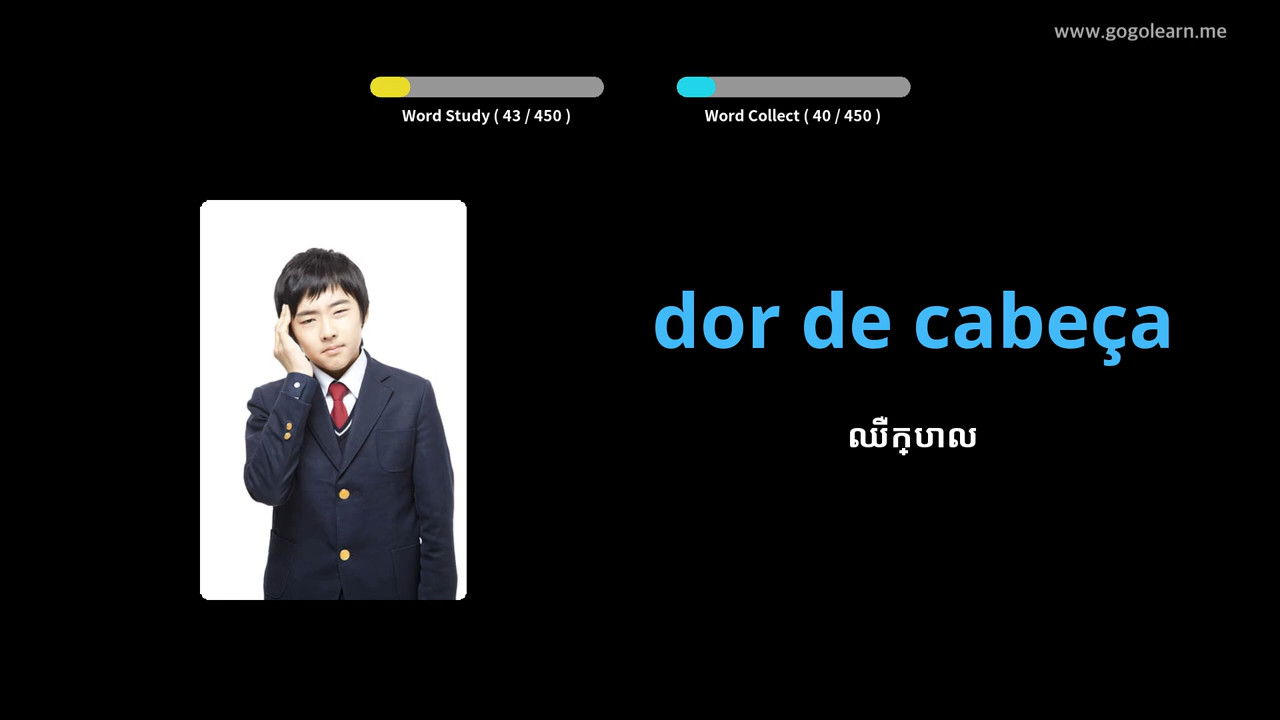 www.gogolearn.me
Word Study ( 43 / 450 )
Word Collect ( 40 / 450 )
dor de cabeça
ឈឺក្បាល